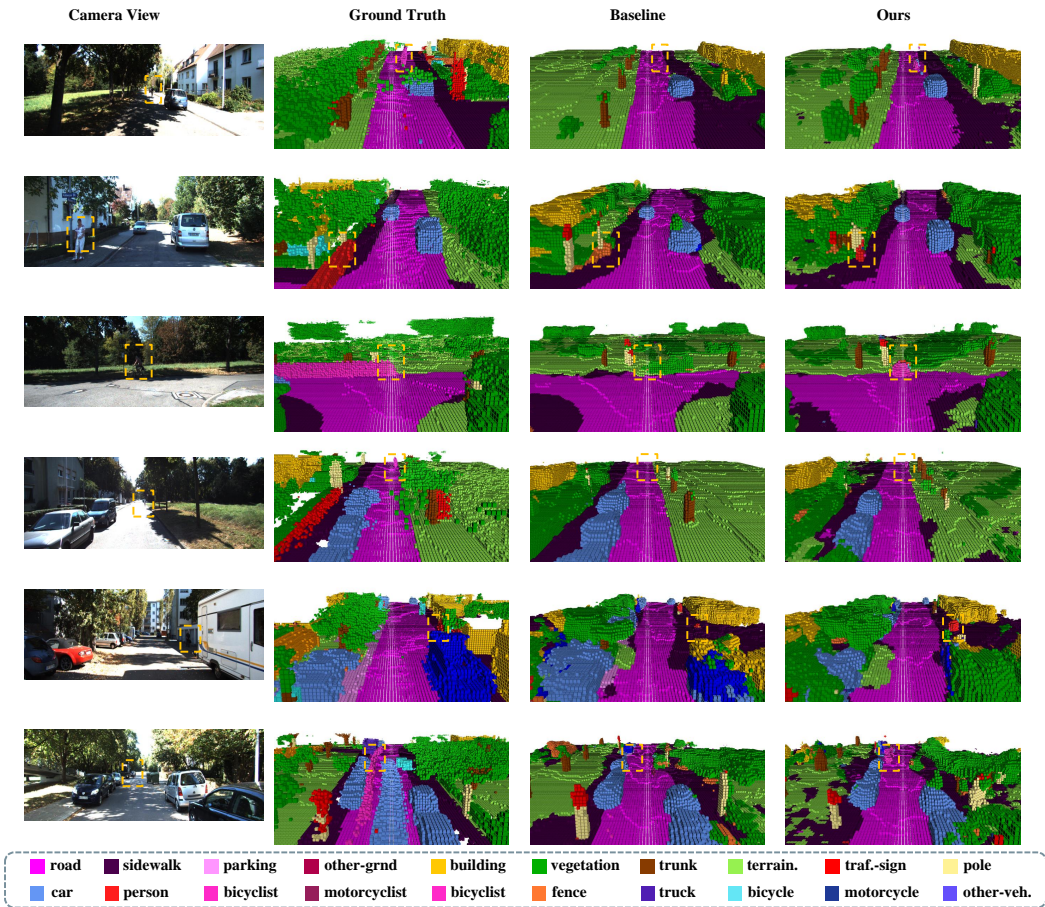 Camera View Ground Truth Baseline Ours
road sidewalk parking other-grnd building vegetation trunk terrain. traf.-sign pole
car person bicyclist motorcyclist bicyclist fence truck bicycle motorcycle other-veh.